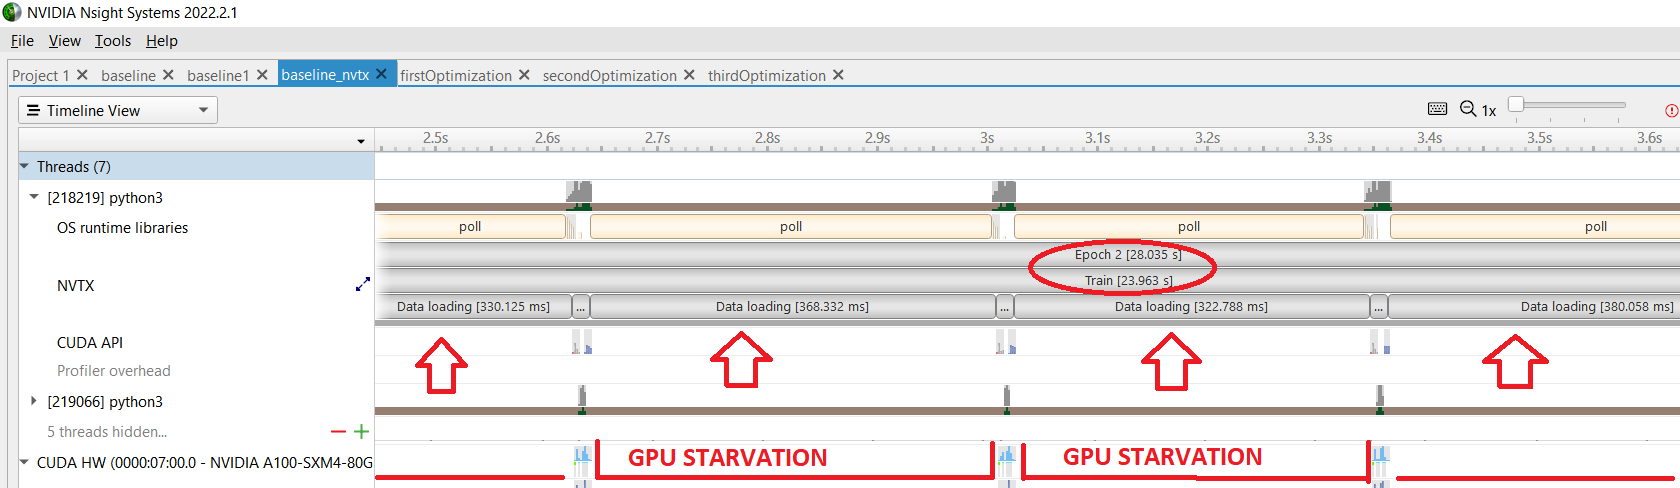 NVIDIA Nsight Systems 2022.2.1
File View Tools Help
Project 1 baseline baseline1 baseline_nvtx firstOptimization secondOptimization thirdOptimization
Timeline View 1x
2.5s 2.6s 2.7s 2.8s 2.9s 3s 3.1s 3.2s 3.3s 3.4s 3.5s 3.6s
Threads (7)
[218219] python3
OS runtime libraries poll poll poll poll
Epoch 2 [28.035 s]
NVTX Train [23.963 s]
Data loading [330.125 ms] ... Data loading [368.332 ms] ... Data loading [322.788 ms] ... Data loading [380.058 ms]
CUDA API
Profiler overhead
[219066] python3
5 threads hidden...
CUDA HW (0000:07:00.0 - NVIDIA A100-SXM4-80G GPU STARVATION GPU STARVATION